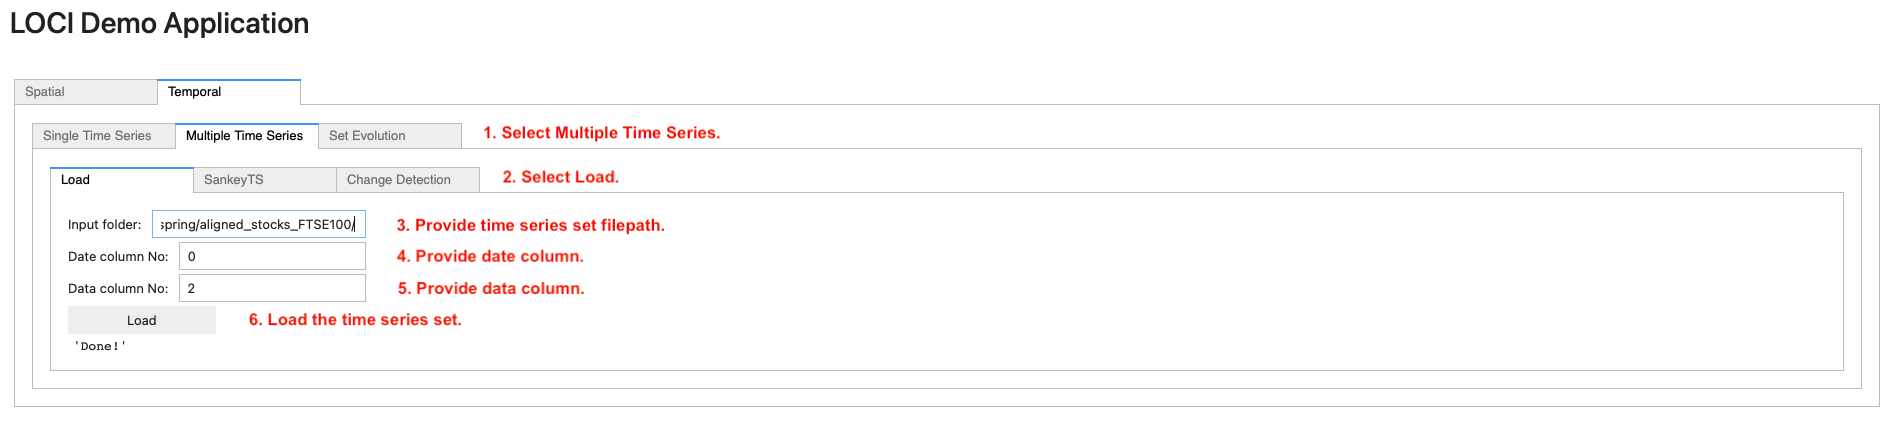 LOCI Demo Application
Spatial Temporal
Single Time Series Multiple Time Series Set Evolution 1. Select Multiple Time Series.
Load SankeyTS Change Detection 2. Select Load.
Input folder: spring/aligned_stocks_FTSE100/ 3. Provide time series set filepath.
Date column No: 0 4. Provide date column.
Data column No: 2 5. Provide data column.
Load 6. Load the time series set.
'Done!'